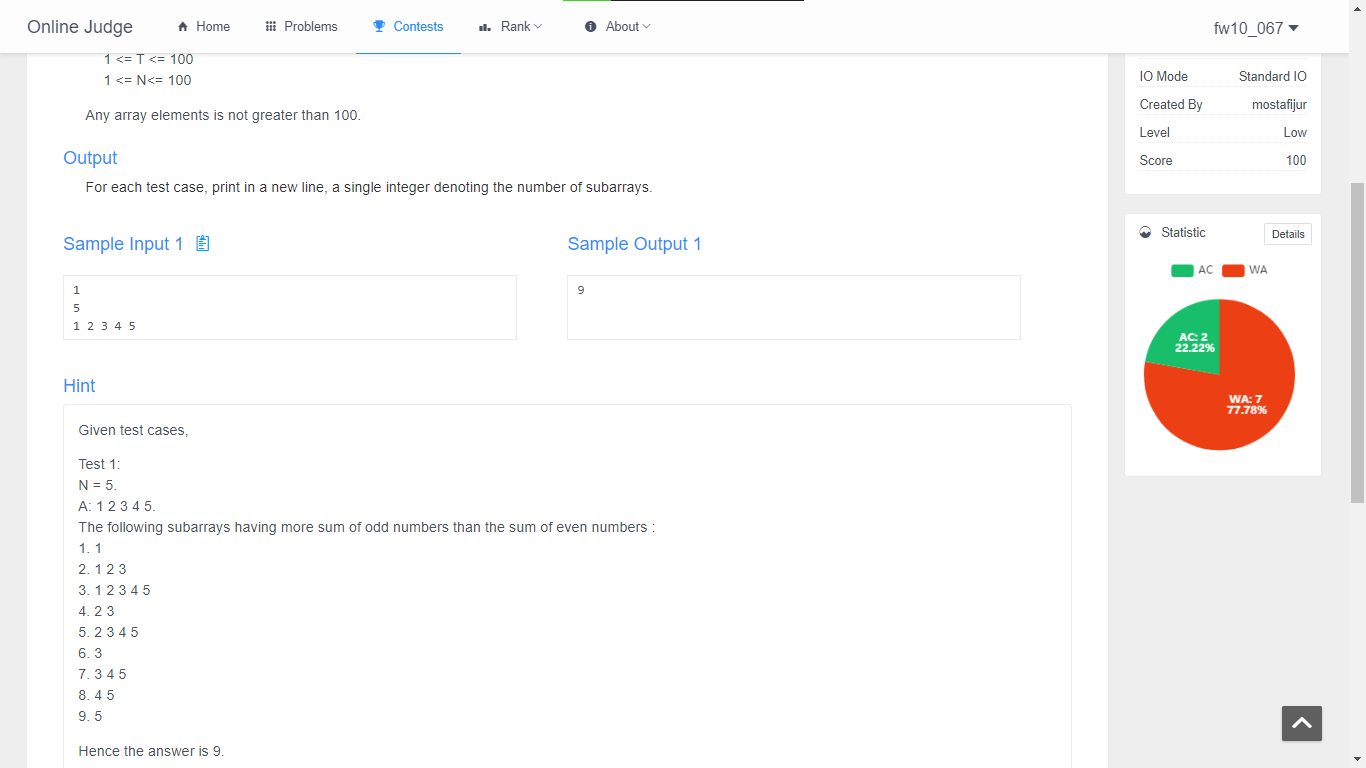 Online Judge
Home
Problems
Contests
Rank
About
fw10_067
1 <= T <= 100
1 <= N<= 100
Any array elements is not greater than 100.
Output
For each test case, print in a new line, a single integer denoting the number of subarrays.
Sample Input 1
Sample Output 1
1
5
1 2 3 4 5
9
Hint
Given test cases,
Test 1:
N = 5.
A: 1 2 3 4 5.
The following subarrays having more sum of odd numbers than the sum of even numbers :
1. 1
2. 1 2 3
3. 1 2 3 4 5
4. 2 3
5. 2 3 4 5
6. 3
7. 3 4 5
8. 4 5
9. 5
Hence the answer is 9.
IO Mode Standard IO
Created By mostafijur
Level Low
Score 100
Statistic
Details
AC WA
AC: 2
22.22%
WA: 7
77.78%